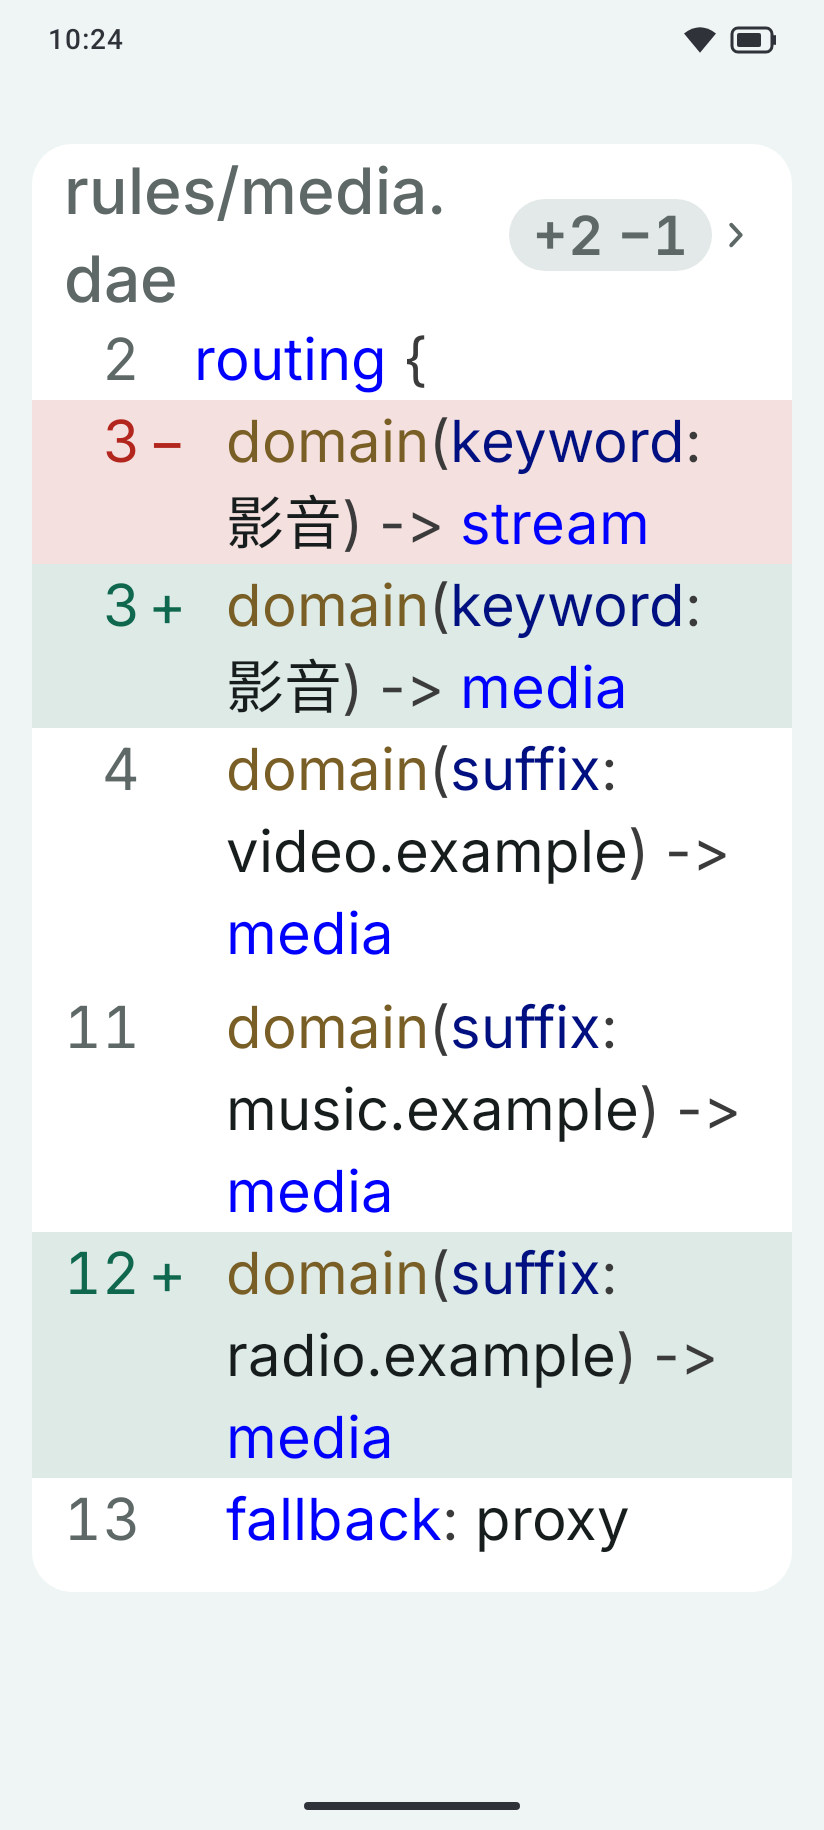 10:24
rules/media.
dae
+2 −1
2 routing {
3 − domain(keyword:
影音) -> stream
3 + domain(keyword:
影音) -> media
4 domain(suffix:
video.example) ->
media
11 domain(suffix:
music.example) ->
media
12 + domain(suffix:
radio.example) ->
media
13 fallback: proxy